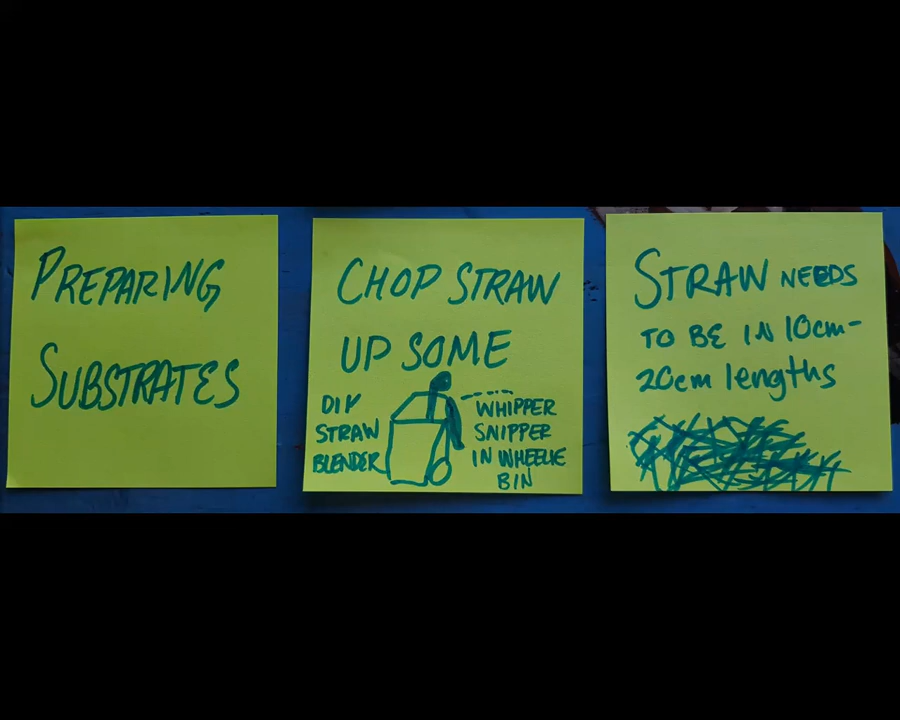 PREPARING
SUBSTRATES
CHOP STRAW
UP SOME
DIY
STRAW
BLENDER
WHIPPER
SNIPPER
IN WHEELIE
BIN
STRAW NEEDS
TO BE IN 10cm-
20cm lengths